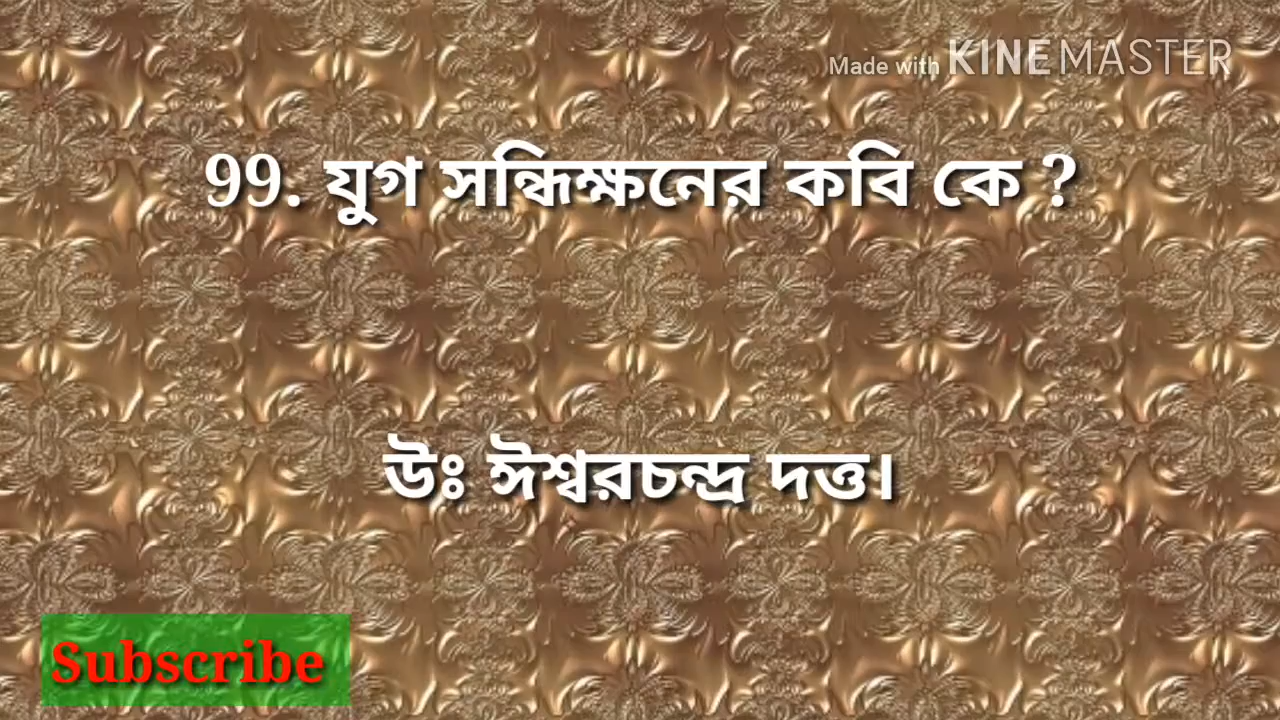 Made with KINEMASTER
99. যুগ সন্ধিক্ষনের কবি কে ?
উঃ ঈশ্বরচন্দ্র দত্ত।
Subscribe